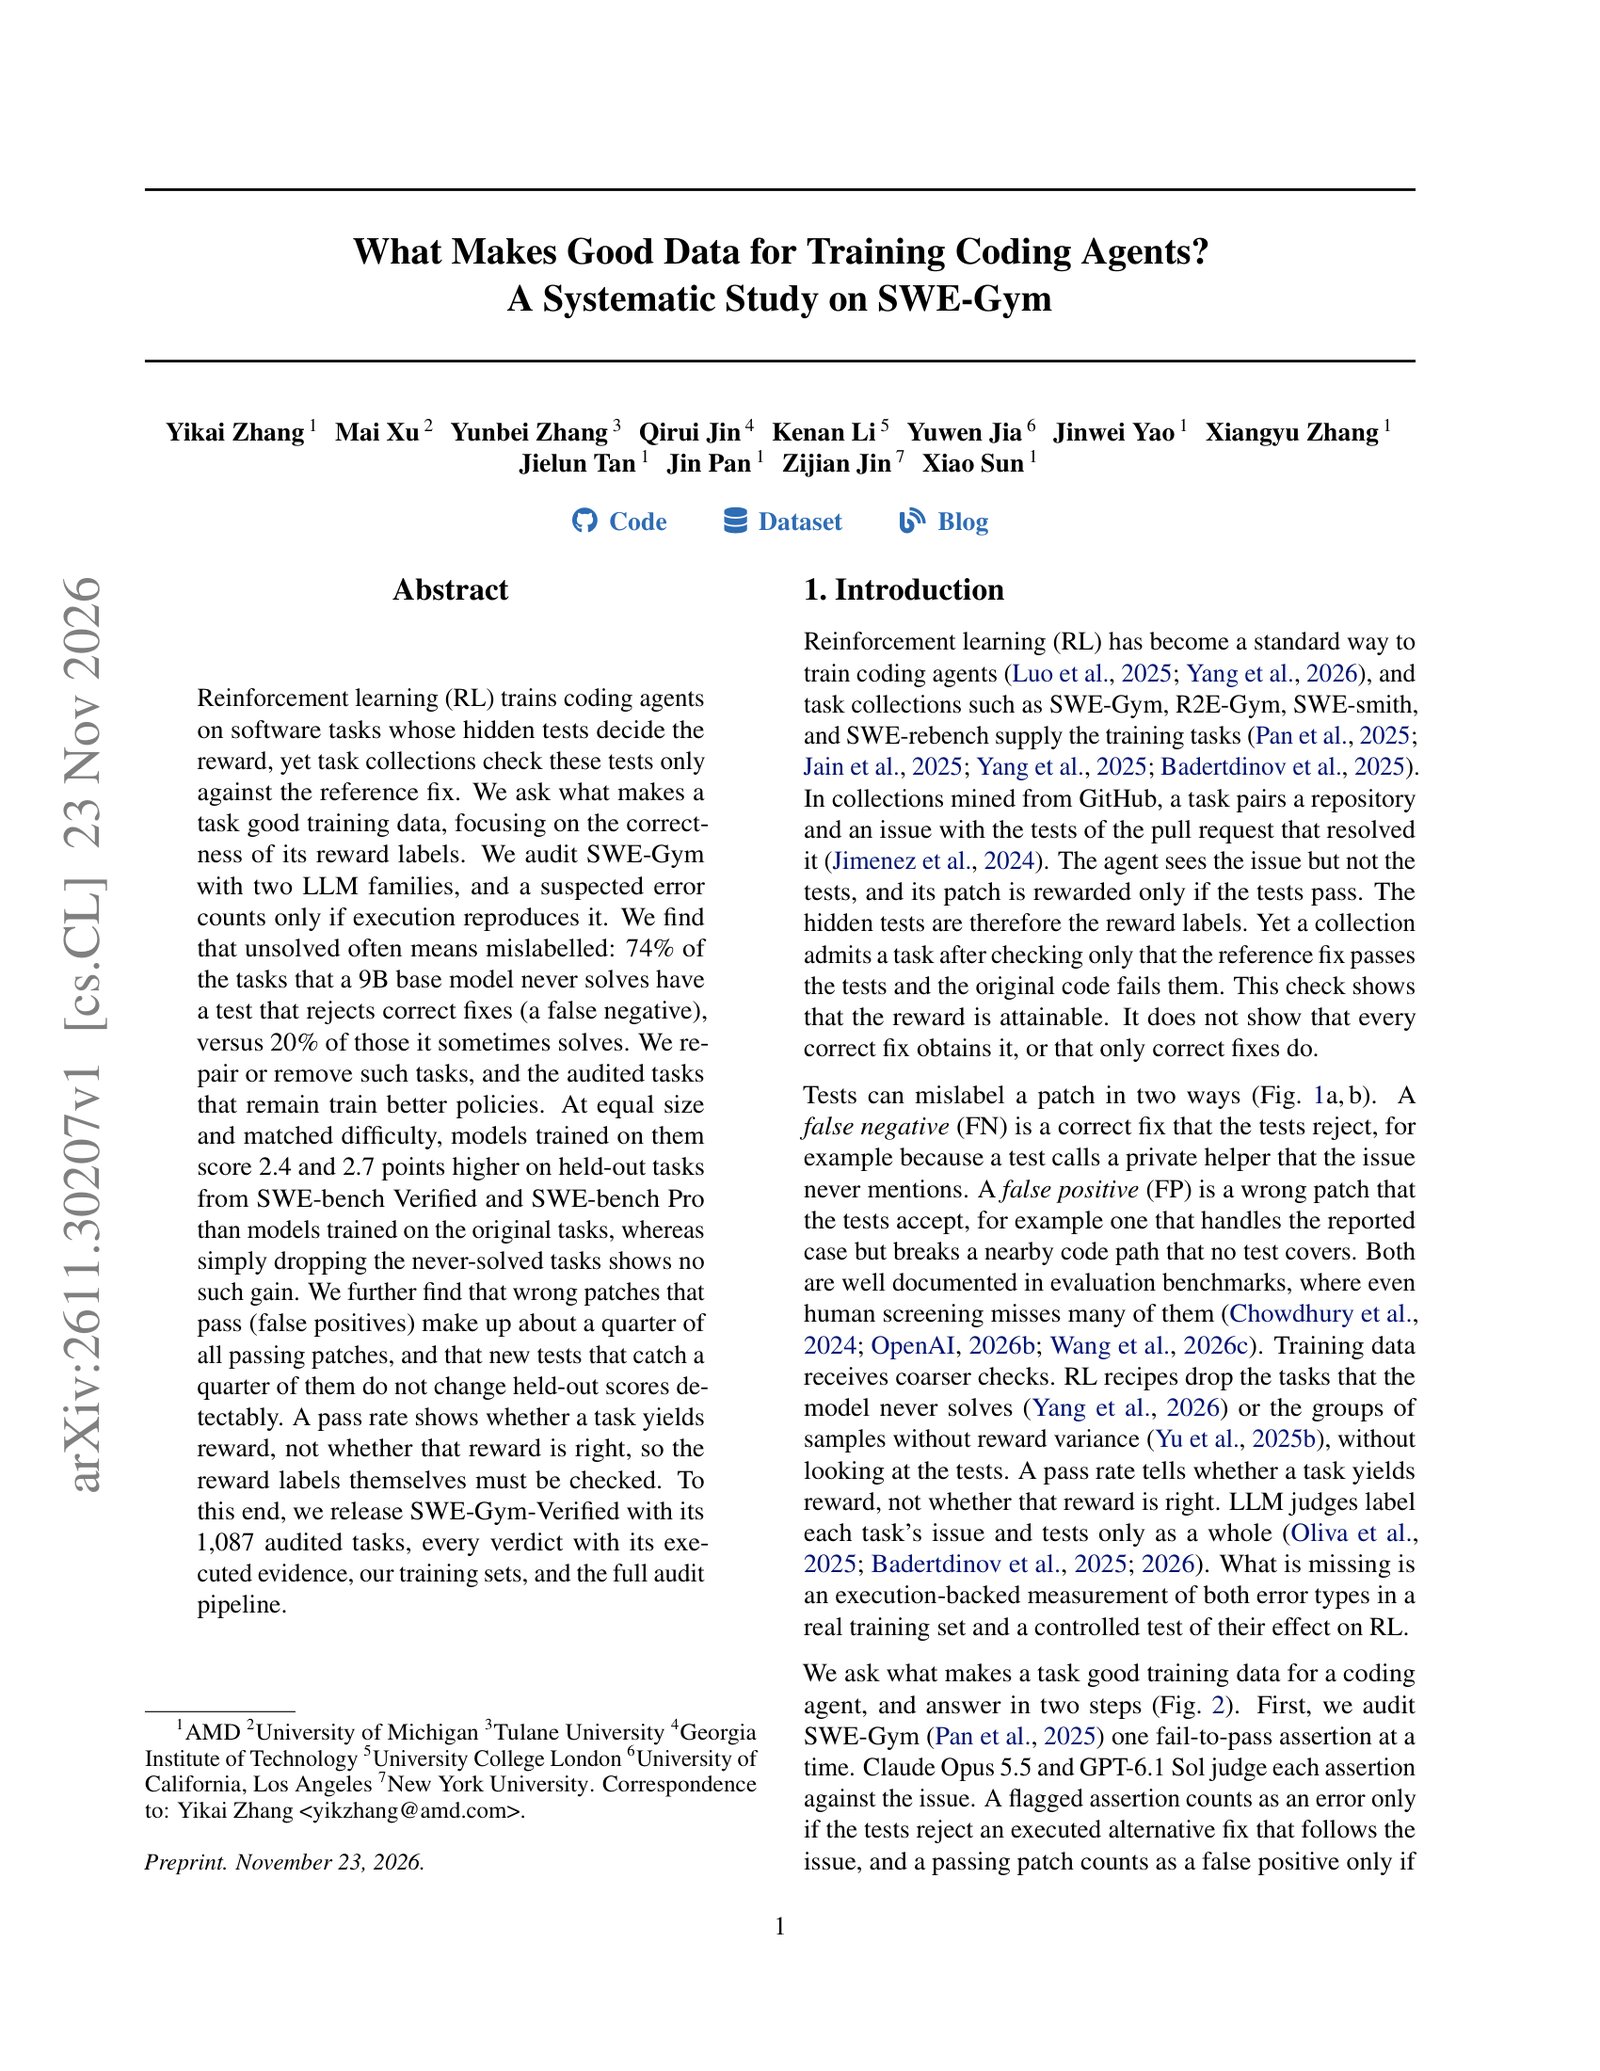 What Makes Good Data for Training Coding Agents?
A Systematic Study on SWE-Gym
Yikai Zhang 1 Mai Xu 2 Yunbei Zhang 3 Qirui Jin 4 Kenan Li 5 Yuwen Jia 6 Jinwei Yao 1 Xiangyu Zhang 1
Jielun Tan 1 Jin Pan 1 Zijian Jin 7 Xiao Sun 1
Code Dataset Blog
arXiv:2611.30207v1 [cs.CL] 23 Nov 2026
Abstract
Reinforcement learning (RL) trains coding agents
on software tasks whose hidden tests decide the
reward, yet task collections check these tests only
against the reference fix. We ask what makes a
task good training data, focusing on the correct-
ness of its reward labels. We audit SWE-Gym
with two LLM families, and a suspected error
counts only if execution reproduces it. We find
that unsolved often means mislabelled: 74% of
the tasks that a 9B base model never solves have
a test that rejects correct fixes (a false negative),
versus 20% of those it sometimes solves. We re-
pair or remove such tasks, and the audited tasks
that remain train better policies. At equal size
and matched difficulty, models trained on them
score 2.4 and 2.7 points higher on held-out tasks
from SWE-bench Verified and SWE-bench Pro
than models trained on the original tasks, whereas
simply dropping the never-solved tasks shows no
such gain. We further find that wrong patches that
pass (false positives) make up about a quarter of
all passing patches, and that new tests that catch a
quarter of them do not change held-out scores de-
tectably. A pass rate shows whether a task yields
reward, not whether that reward is right, so the
reward labels themselves must be checked. To
this end, we release SWE-Gym-Verified with its
1,087 audited tasks, every verdict with its exe-
cuted evidence, our training sets, and the full audit
pipeline.
1AMD 2University of Michigan 3Tulane University 4Georgia
Institute of Technology 5University College London 6University of
California, Los Angeles 7New York University. Correspondence
to: Yikai Zhang <yikzhang@amd.com>.
Preprint. November 23, 2026.
1. Introduction
Reinforcement learning (RL) has become a standard way to
train coding agents (Luo et al., 2025; Yang et al., 2026), and
task collections such as SWE-Gym, R2E-Gym, SWE-smith,
and SWE-rebench supply the training tasks (Pan et al., 2025;
Jain et al., 2025; Yang et al., 2025; Badertdinov et al., 2025).
In collections mined from GitHub, a task pairs a repository
and an issue with the tests of the pull request that resolved
it (Jimenez et al., 2024). The agent sees the issue but not the
tests, and its patch is rewarded only if the tests pass. The
hidden tests are therefore the reward labels. Yet a collection
admits a task after checking only that the reference fix passes
the tests and the original code fails them. This check shows
that the reward is attainable. It does not show that every
correct fix obtains it, or that only correct fixes do.
Tests can mislabel a patch in two ways (Fig. 1a, b). A
false negative (FN) is a correct fix that the tests reject, for
example because a test calls a private helper that the issue
never mentions. A false positive (FP) is a wrong patch that
the tests accept, for example one that handles the reported
case but breaks a nearby code path that no test covers. Both
are well documented in evaluation benchmarks, where even
human screening misses many of them (Chowdhury et al.,
2024; OpenAI, 2026b; Wang et al., 2026c). Training data
receives coarser checks. RL recipes drop the tasks that the
model never solves (Yang et al., 2026) or the groups of
samples without reward variance (Yu et al., 2025b), without
looking at the tests. A pass rate tells whether a task yields
reward, not whether that reward is right. LLM judges label
each task's issue and tests only as a whole (Oliva et al.,
2025; Badertdinov et al., 2025; 2026). What is missing is
an execution-backed measurement of both error types in a
real training set and a controlled test of their effect on RL.
We ask what makes a task good training data for a coding
agent, and answer in two steps (Fig. 2). First, we audit
SWE-Gym (Pan et al., 2025) one fail-to-pass assertion at a
time. Claude Opus 5.5 and GPT-6.1 Sol judge each assertion
against the issue. A flagged assertion counts as an error only
if the tests reject an executed alternative fix that follows the
issue, and a passing patch counts as a false positive only if
1